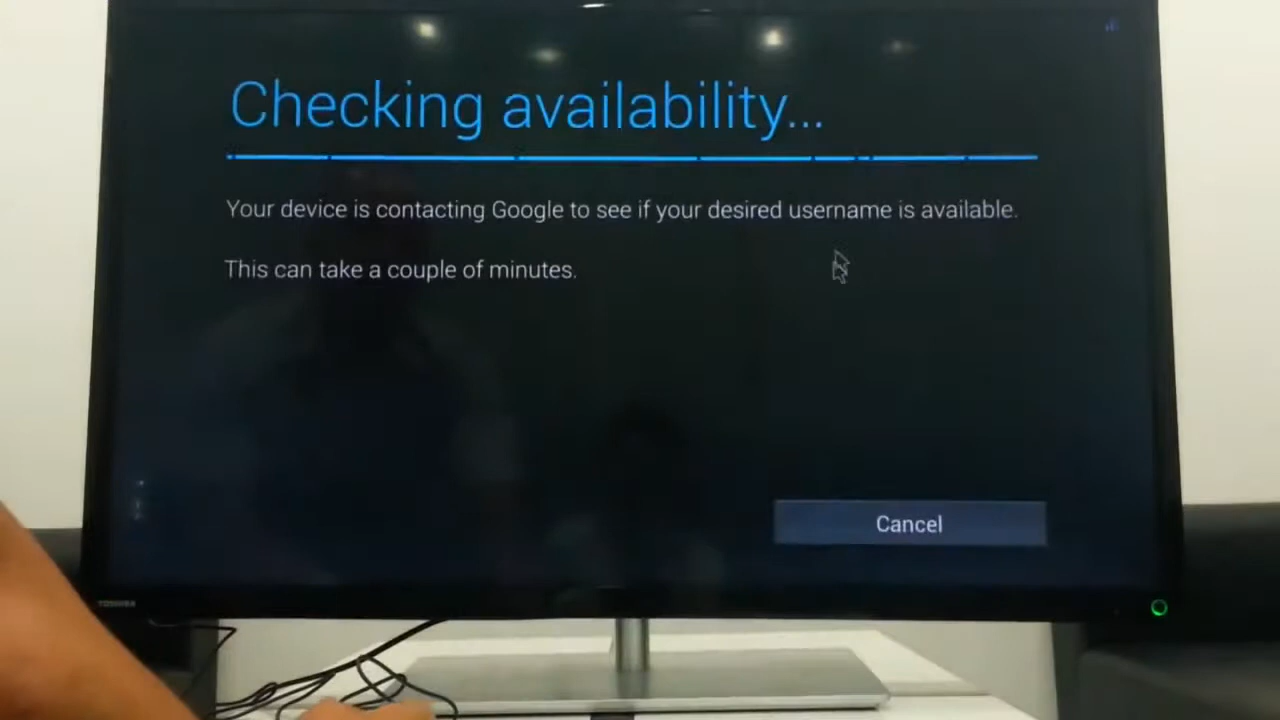 Checking availability...
Your device is contacting Google to see if your desired username is available.
This can take a couple of minutes.
Cancel
TOSHIBA